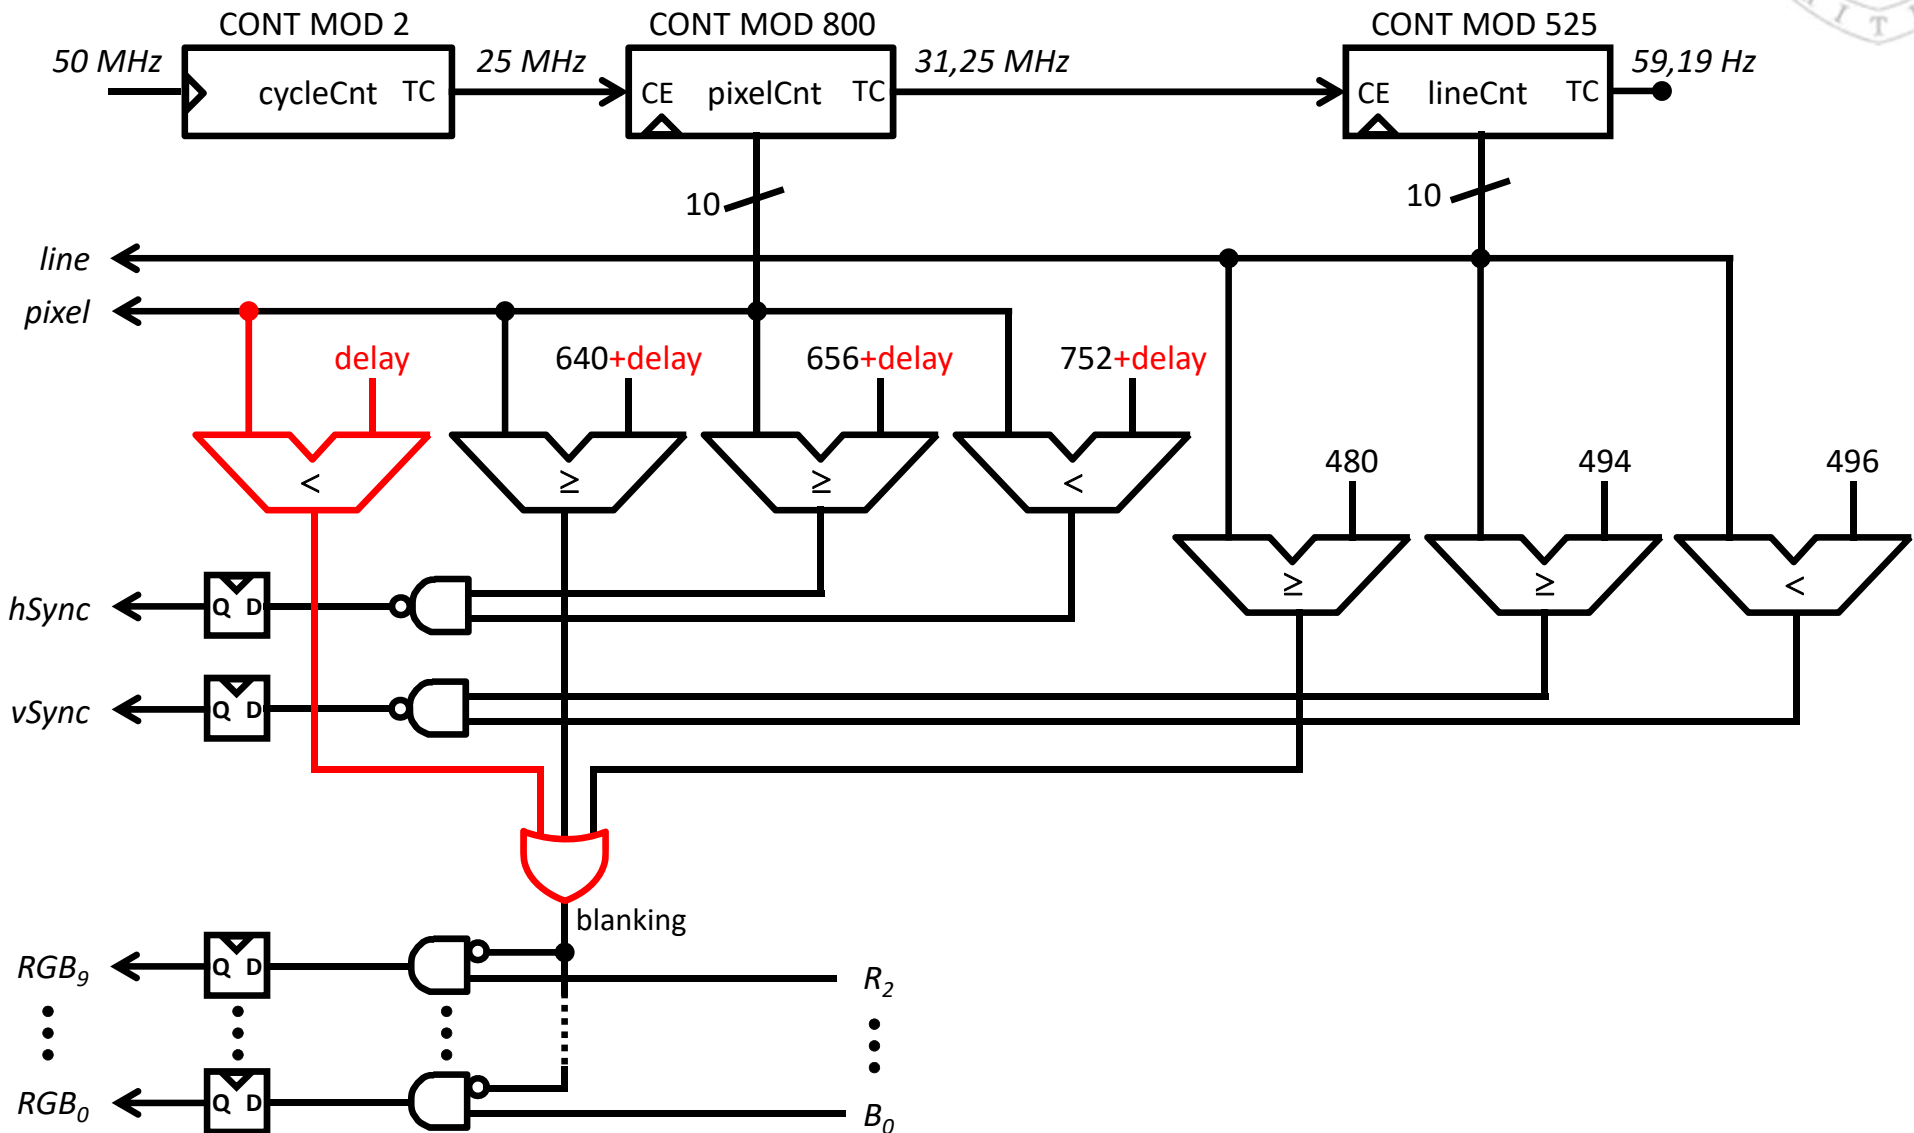 CONT MOD 2 CONT MOD 800 CONT MOD 525
50 MHz cycleCnt TC 25 MHz CE pixelCnt TC 31,25 MHz CE lineCnt TC 59,19 Hz
10 10
line
pixel
delay 640+delay 656+delay 752+delay
480 494 496
< ≥ ≥ <
≥ ≥ <
hSync Q D
vSync Q D
blanking
RGB9 Q D R2
RGB0 Q D B0